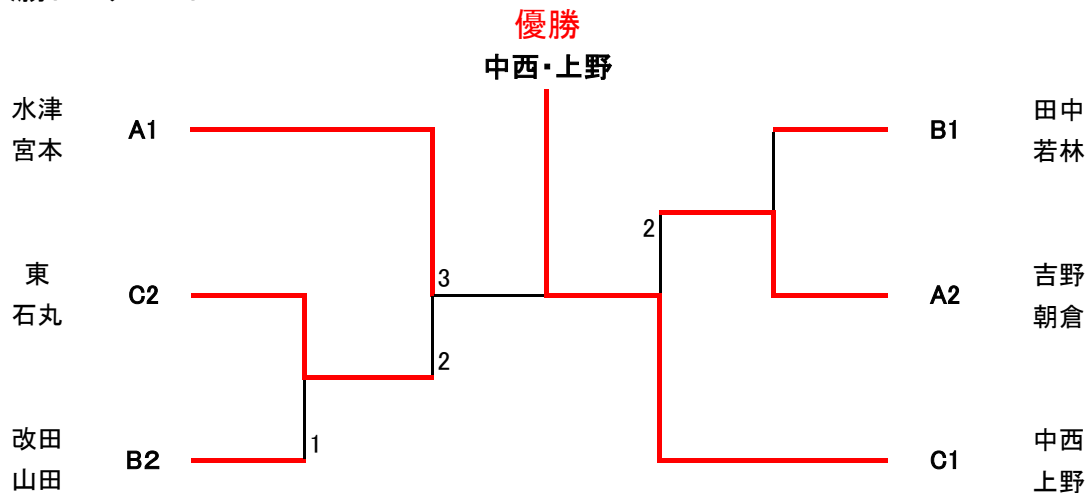 優勝
中西・上野
水津
宮本
A1
B1
田中
若林
2
東
石丸
C2
3
A2
吉野
朝倉
2
改田
山田
B2
1
C1
中西
上野